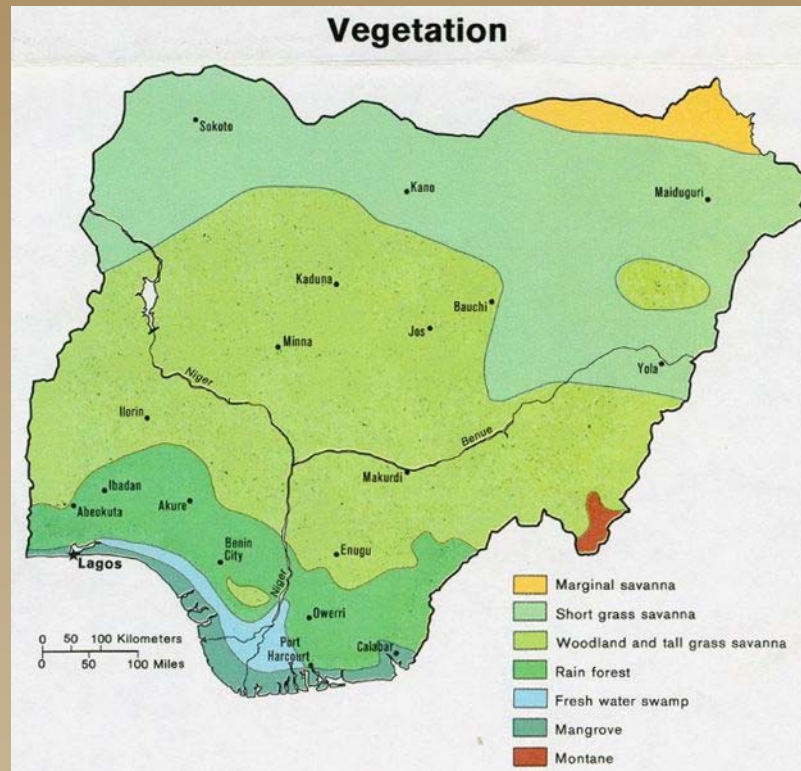 Vegetation
Sokoto
Kano
Maiduguri
Kaduna
Bauchi
Jos
Minna
Yola
Niger
Ilorin
Benue
Makurdi
Ibadan
Abeokuta
Akure
Benin
City
Enugu
Lagos
Niger
Owerri
Port
Harcourt
Calabar
0 50 100 Kilometers
0 50 100 Miles
Marginal savanna
Short grass savanna
Woodland and tall grass savanna
Rain forest
Fresh water swamp
Mangrove
Montane